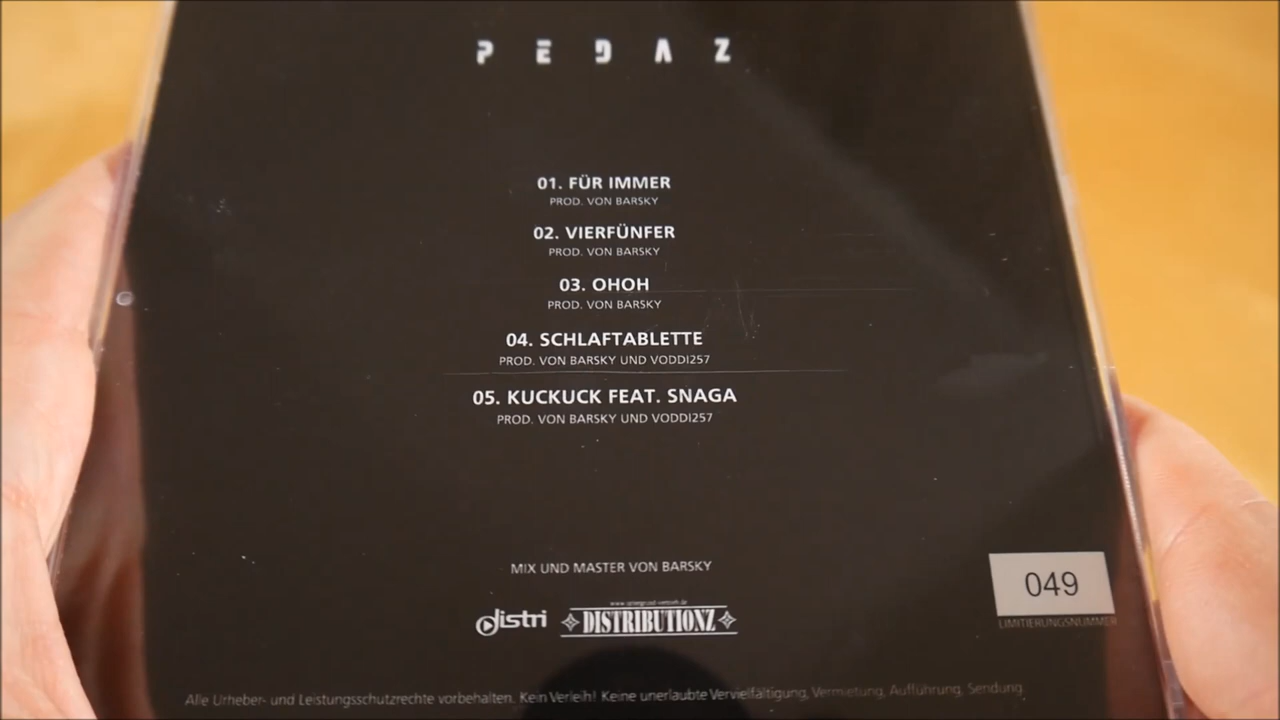 PEDAZ
01. FÜR IMMER
PROD. VON BARSKY
02. VIERFÜNFER
PROD. VON BARSKY
03. OHOH
PROD. VON BARSKY
04. SCHLAFTABLETTE
PROD. VON BARSKY UND VODDI257
05. KUCKUCK FEAT. SNAGA
PROD. VON BARSKY UND VODDI257
MIX UND MASTER VON BARSKY
049
LIMITIERUNGSNUMMER
distri
DISTRIBUTIONZ
Alle Urheber- und Leistungsschutzrechte vorbehalten. Kein Verleih! Keine unerlaubte Vervielfältigung, Vermietung, Aufführung, Sendung.